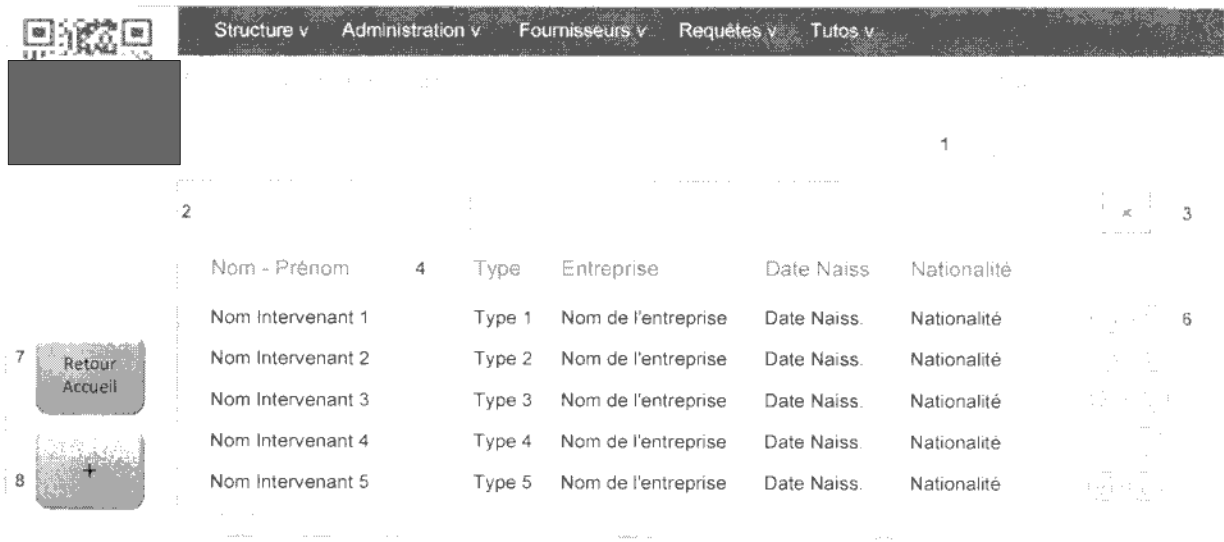 Structure v Administration v Fournisseurs v Requêtes v Tutos v
1
2
3
Nom - Prénom 4 Type Entreprise Date Naiss Nationalité
Nom Intervenant 1 Type 1 Nom de l'entreprise Date Naiss. Nationalité 6
Nom Intervenant 2 Type 2 Nom de l'entreprise Date Naiss. Nationalité
7 Retour
Accueil
Nom Intervenant 3 Type 3 Nom de l'entreprise Date Naiss. Nationalité
Nom Intervenant 4 Type 4 Nom de l'entreprise Date Naiss. Nationalité
8 +
Nom Intervenant 5 Type 5 Nom de l'entreprise Date Naiss. Nationalité